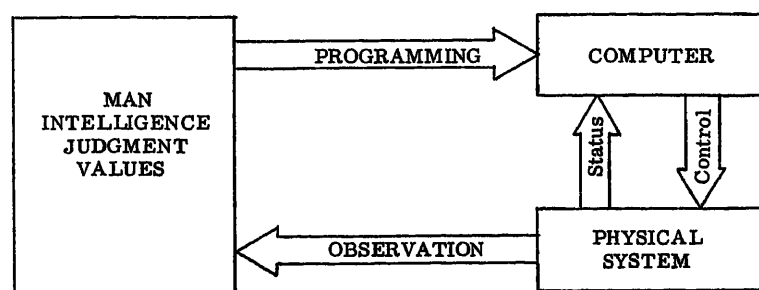 PROGRAMMING
COMPUTER
MAN
INTELLIGENCE
JUDGMENT
VALUES
Status
Control
OBSERVATION
PHYSICAL
SYSTEM